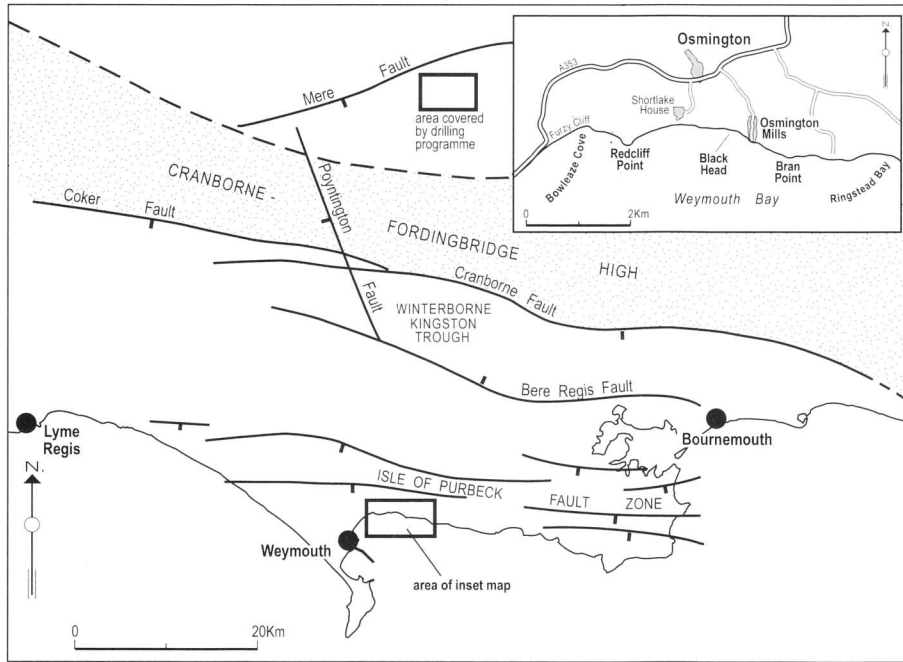 Mere Fault
area covered
by drilling
programme
CRANBORNE -
FORDINGBRIDGE
HIGH
Poyntington
Fault
Coker Fault
Cranborne Fault
WINTERBORNE
KINGSTON
TROUGH
Bere Regis Fault
Lyme
Regis
Bournemouth
ISLE OF PURBECK
FAULT ZONE
Weymouth
area of inset map
N.
0 20Km
Osmington
A353
Shortlake
House
Furzy Cliff
Osmington
Mills
Bowleaze Cove
Redcliff
Point
Black
Head
Bran
Point
Ringstead Bay
Weymouth Bay
0 2Km
N.